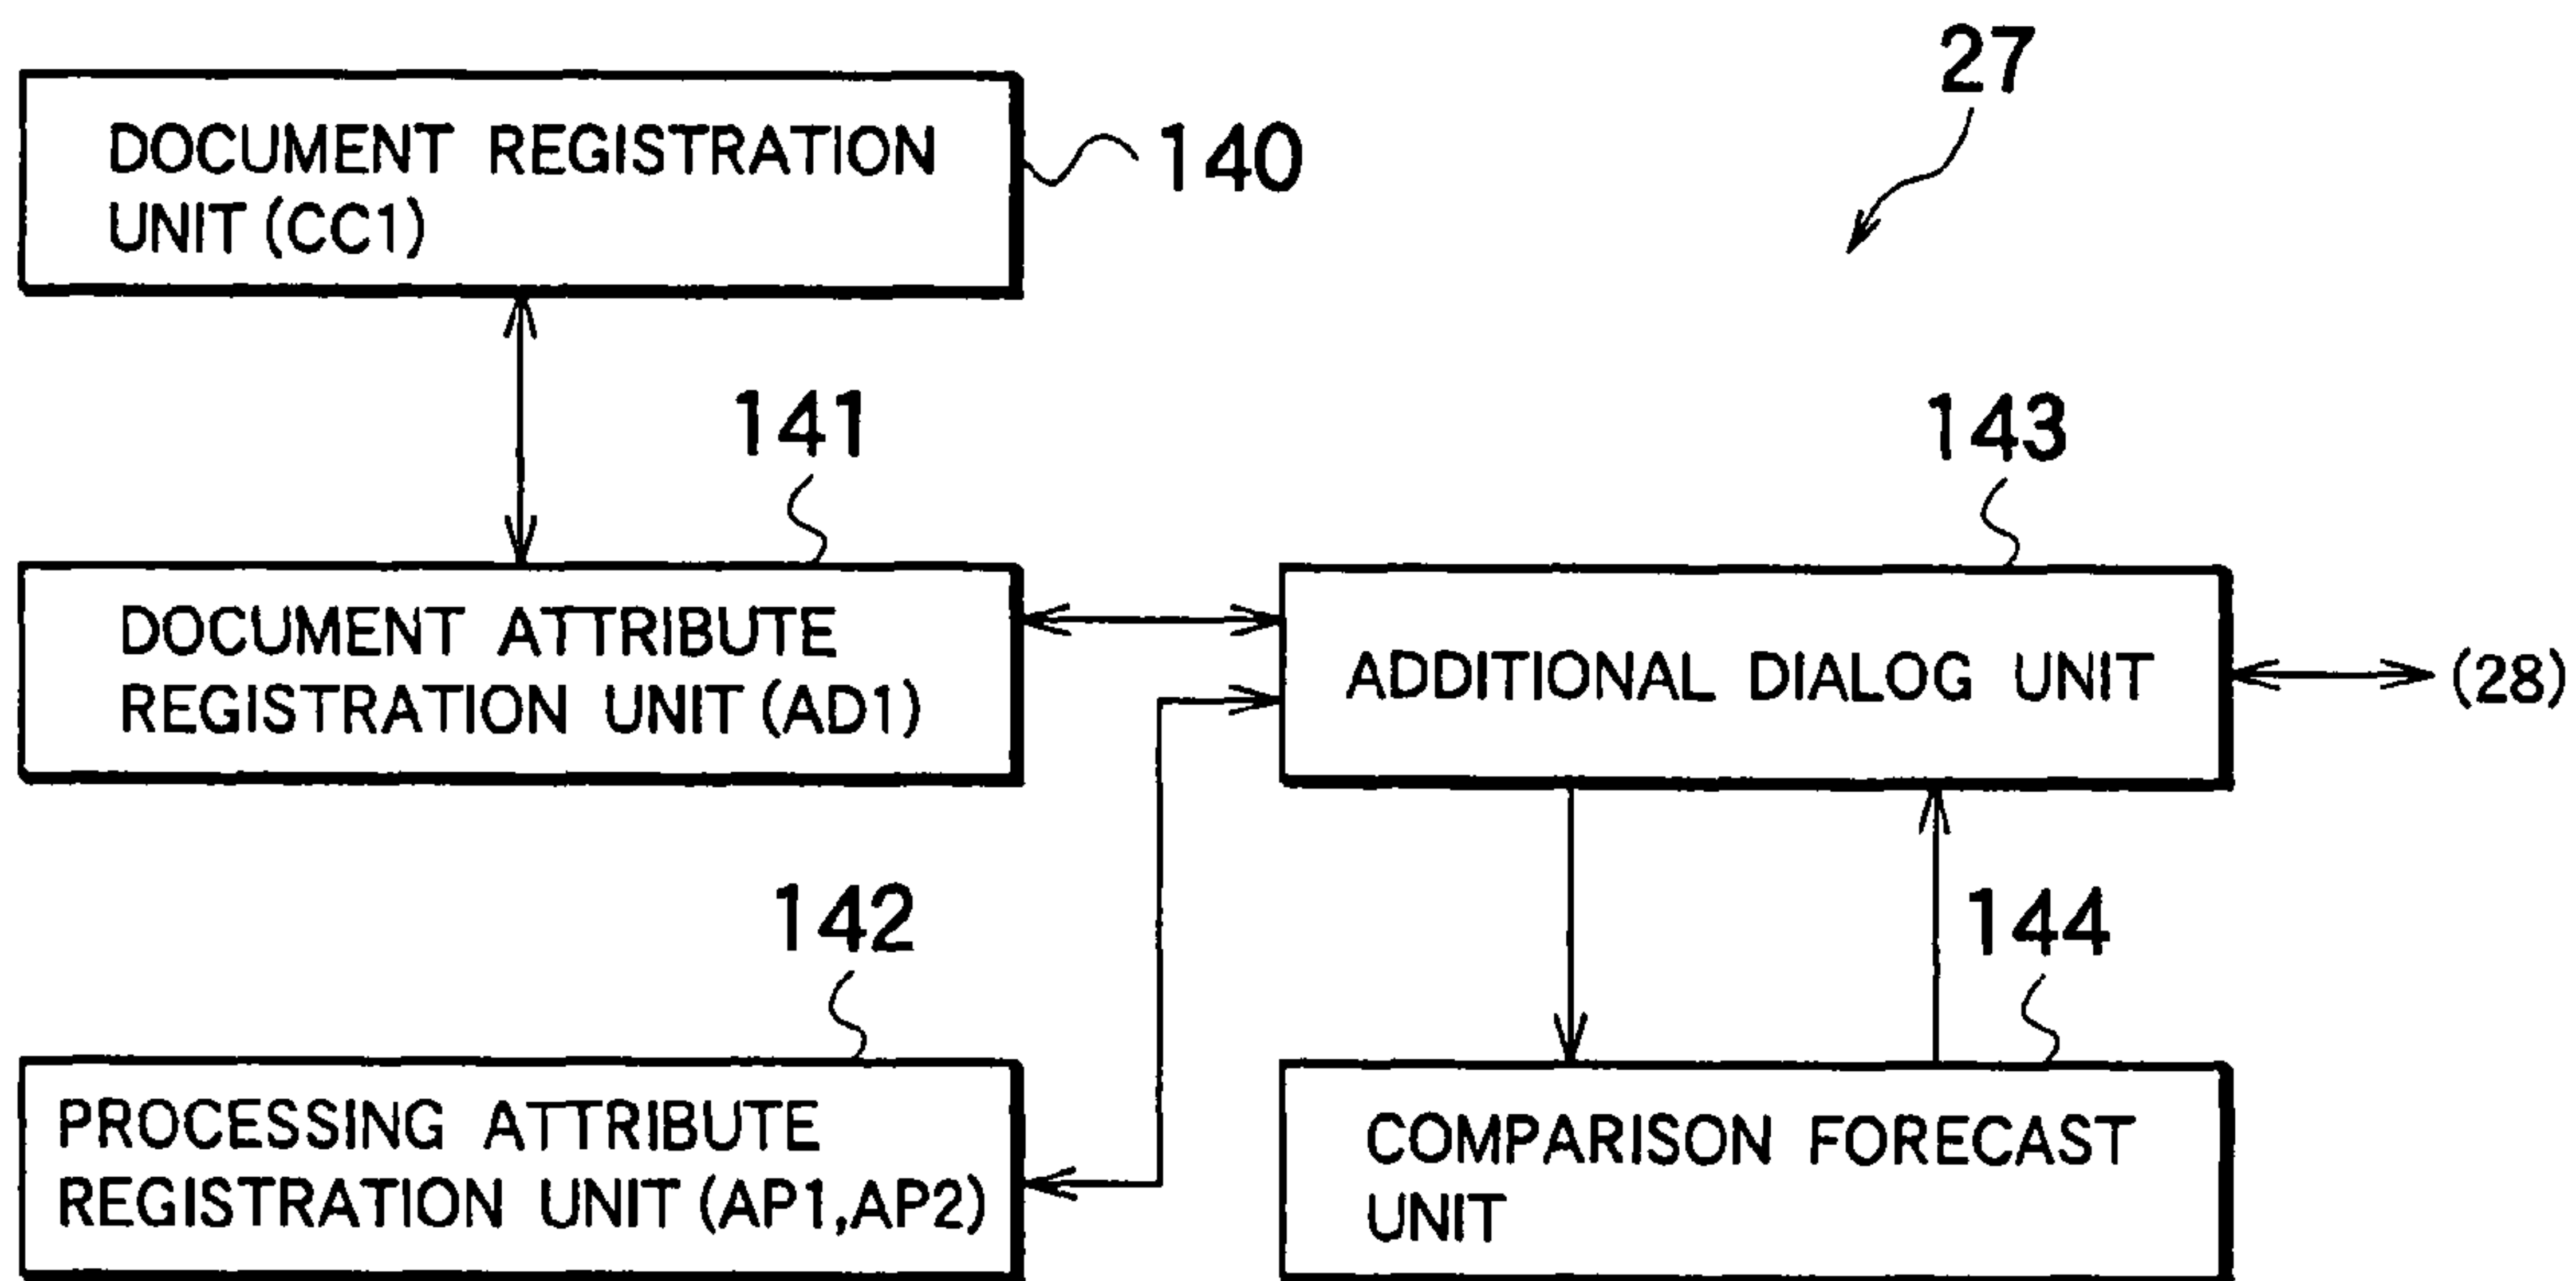 27
DOCUMENT REGISTRATION
UNIT (CC1)
140
141
143
DOCUMENT ATTRIBUTE
REGISTRATION UNIT (AD1)
ADDITIONAL DIALOG UNIT
(28)
142
144
PROCESSING ATTRIBUTE
REGISTRATION UNIT (AP1,AP2)
COMPARISON FORECAST
UNIT